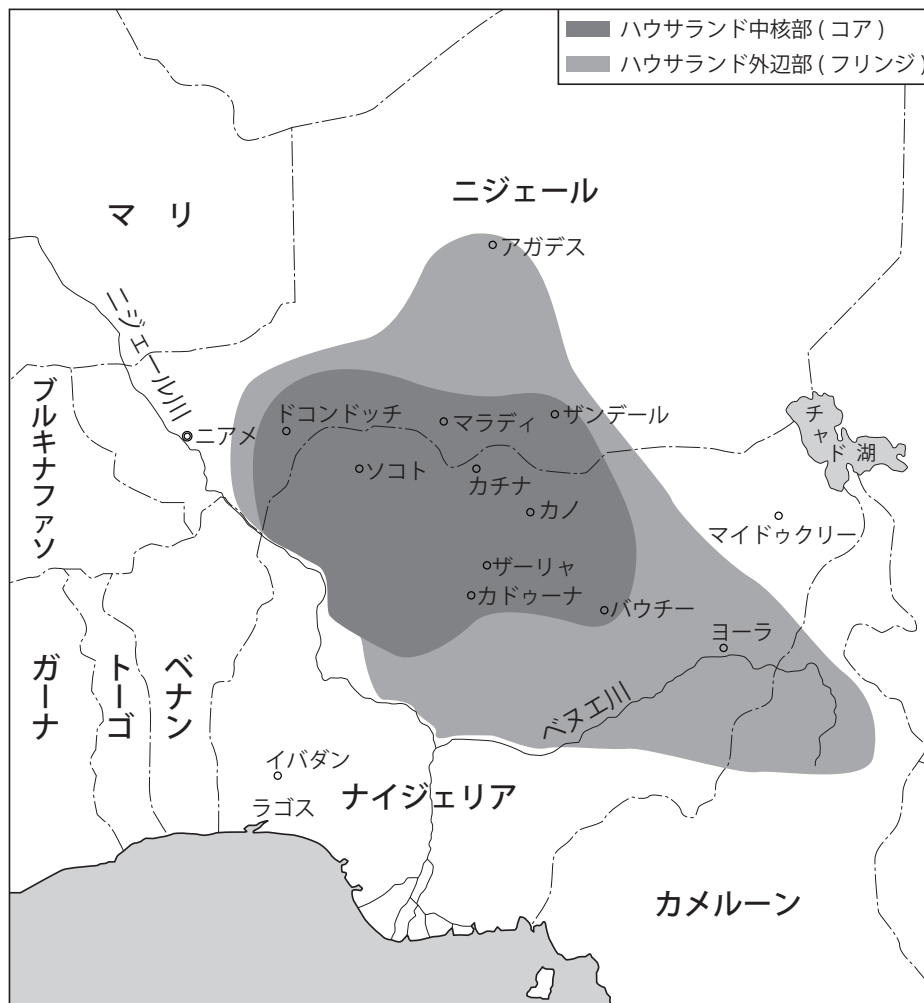 ハウサランド中核部 ( コア )
ハウサランド外辺部 ( フリンジ )
ニジェール
マ リ
アガデス
ニジェール川
ブルキナファソ
ドコンドッチ
マラディ
ザンデール
チャド湖
ニアメ
ソコト
カチナ
カノ
マイドゥクリー
ザーリャ
カドゥーナ
バウチー
ヨーラ
ガーナ
トーゴ
ベナン
ベヌエ川
イバダン
ナイジェリア
ラゴス
カメルーン